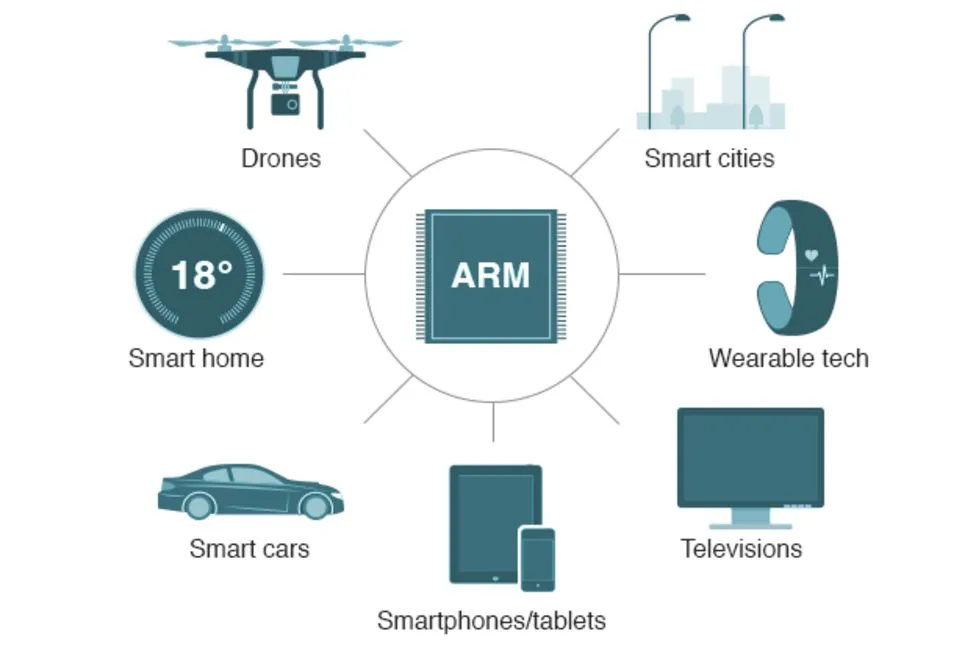 Drones
Smart cities
ARM
18°
Smart home
Wearable tech
Smart cars
Televisions
Smartphones/tablets